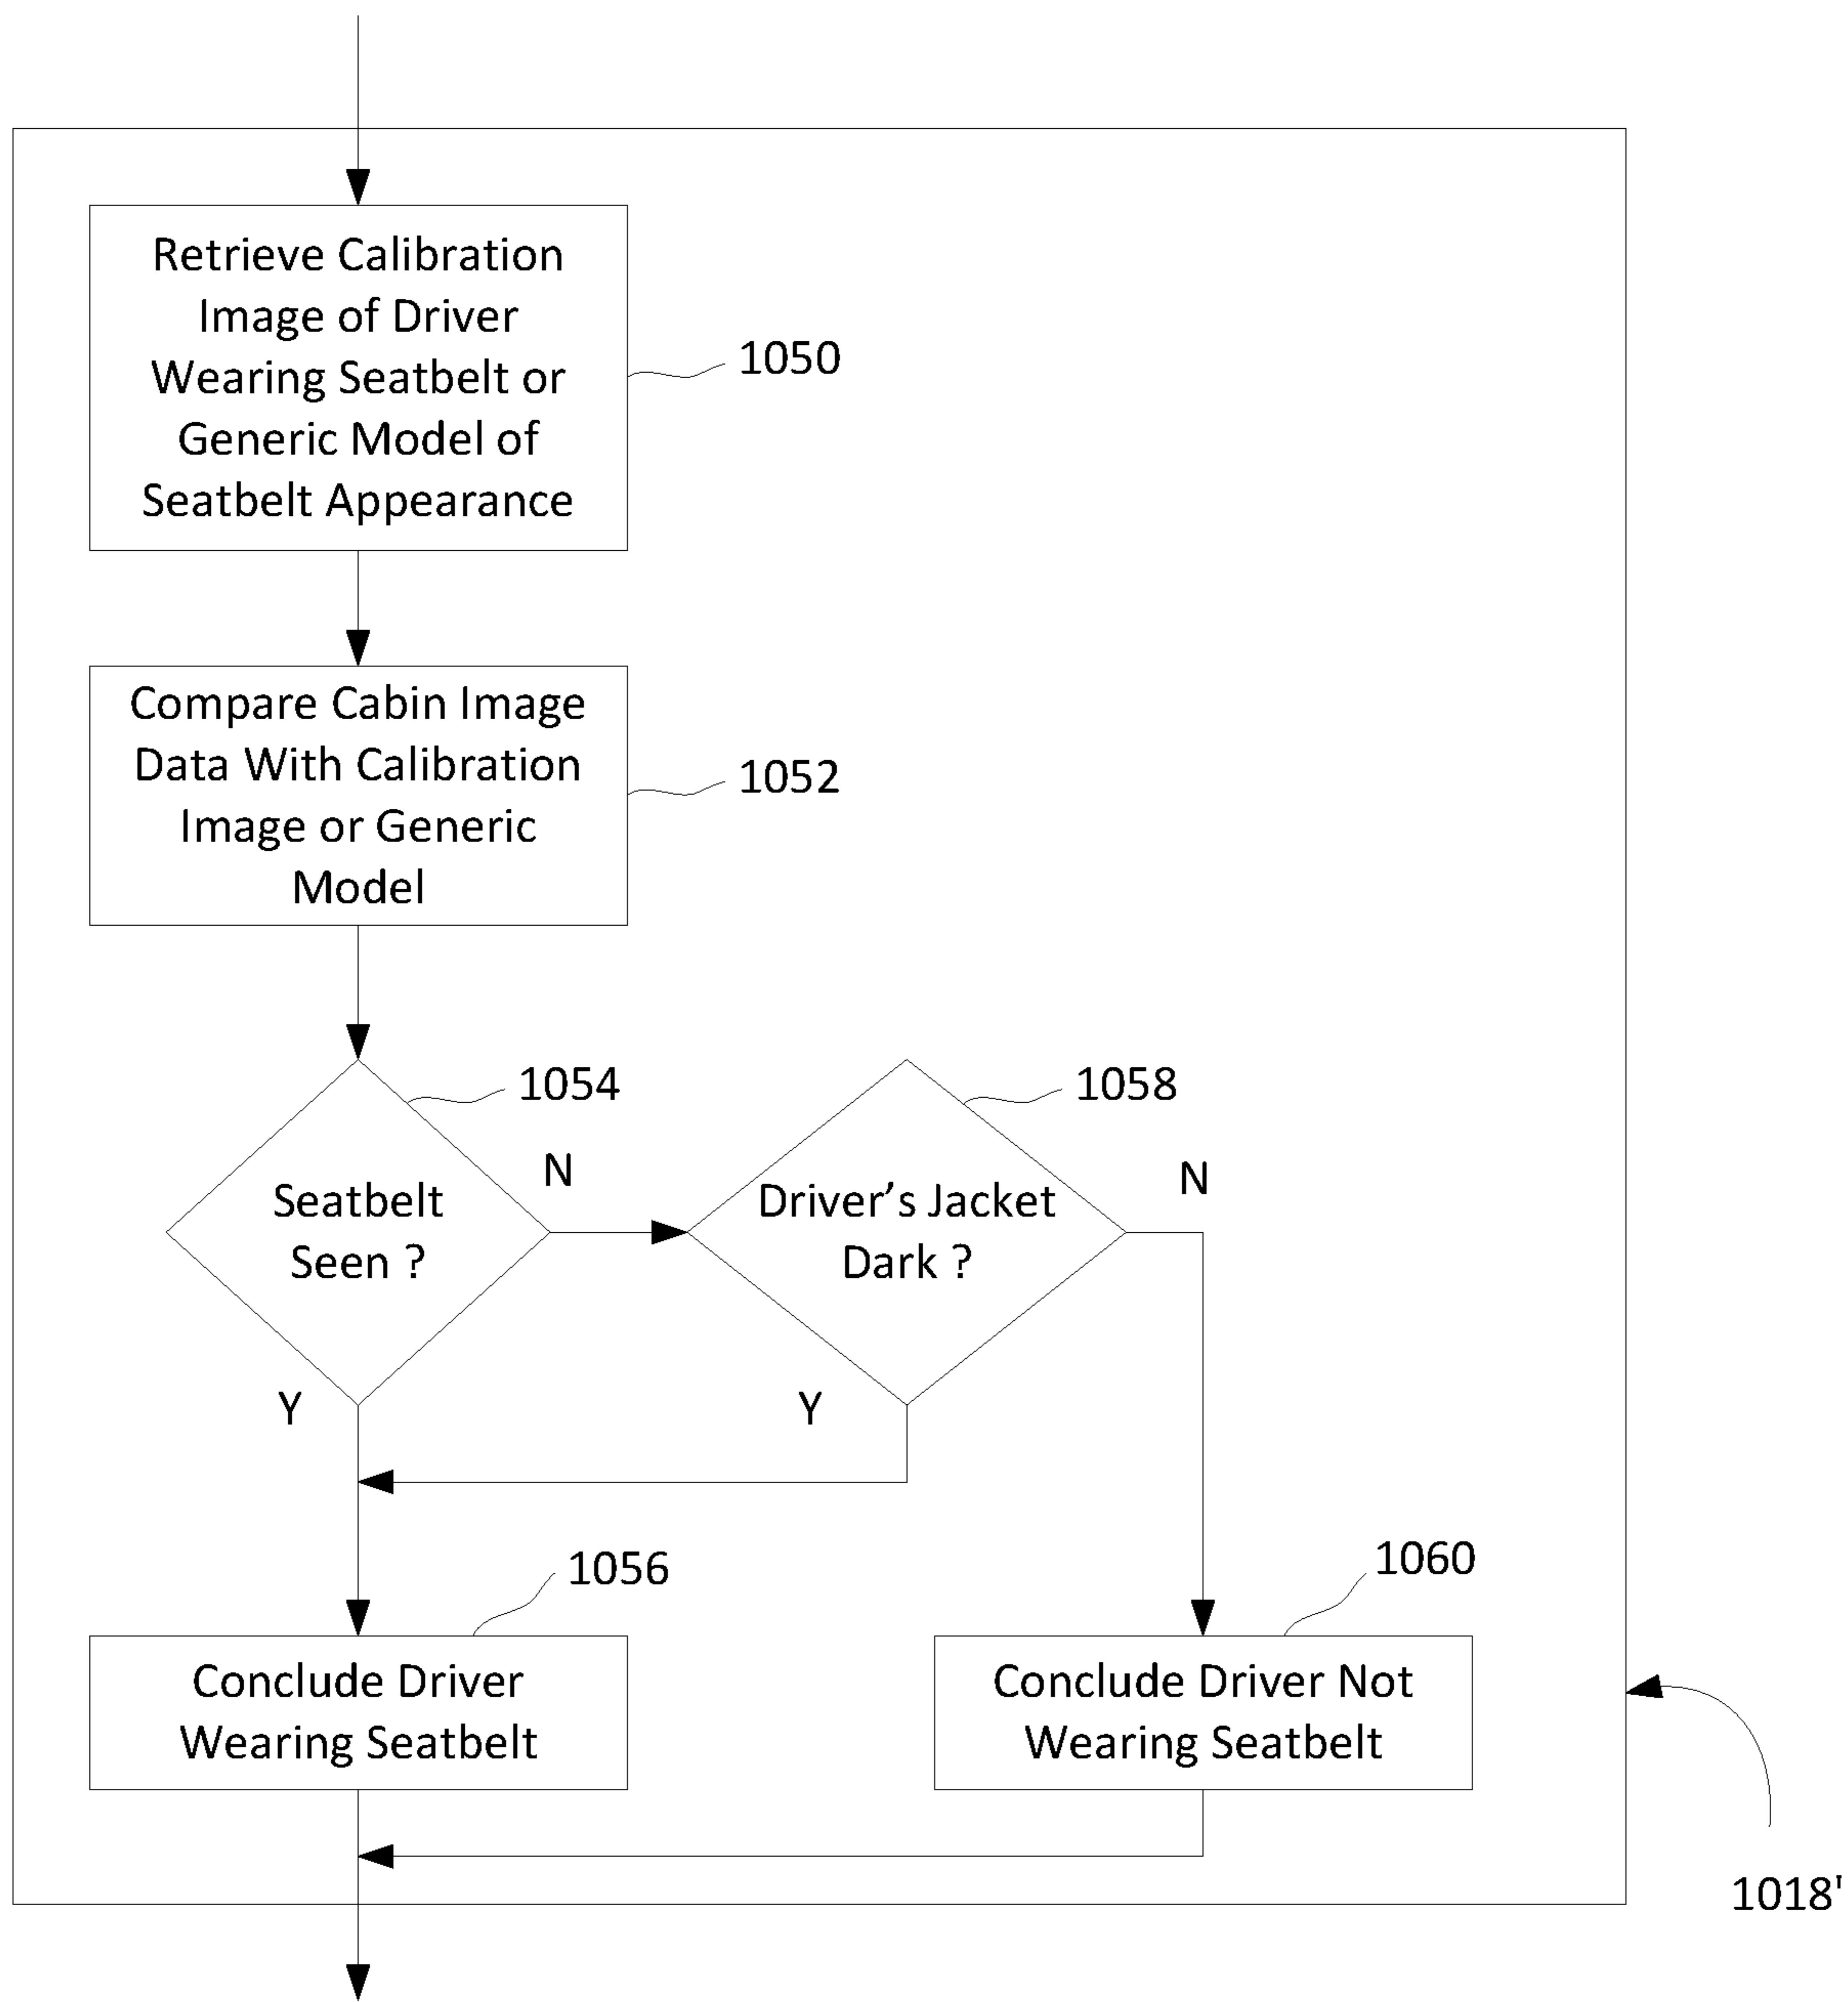 Retrieve Calibration
Image of Driver
Wearing Seatbelt or
Generic Model of
Seatbelt Appearance
1050
Compare Cabin Image
Data With Calibration
Image or Generic
Model
1052
1054
Seatbelt
Seen ?
N
Y
1058
Driver’s Jacket
Dark ?
N
Y
1056
Conclude Driver
Wearing Seatbelt
1060
Conclude Driver Not
Wearing Seatbelt
1018'